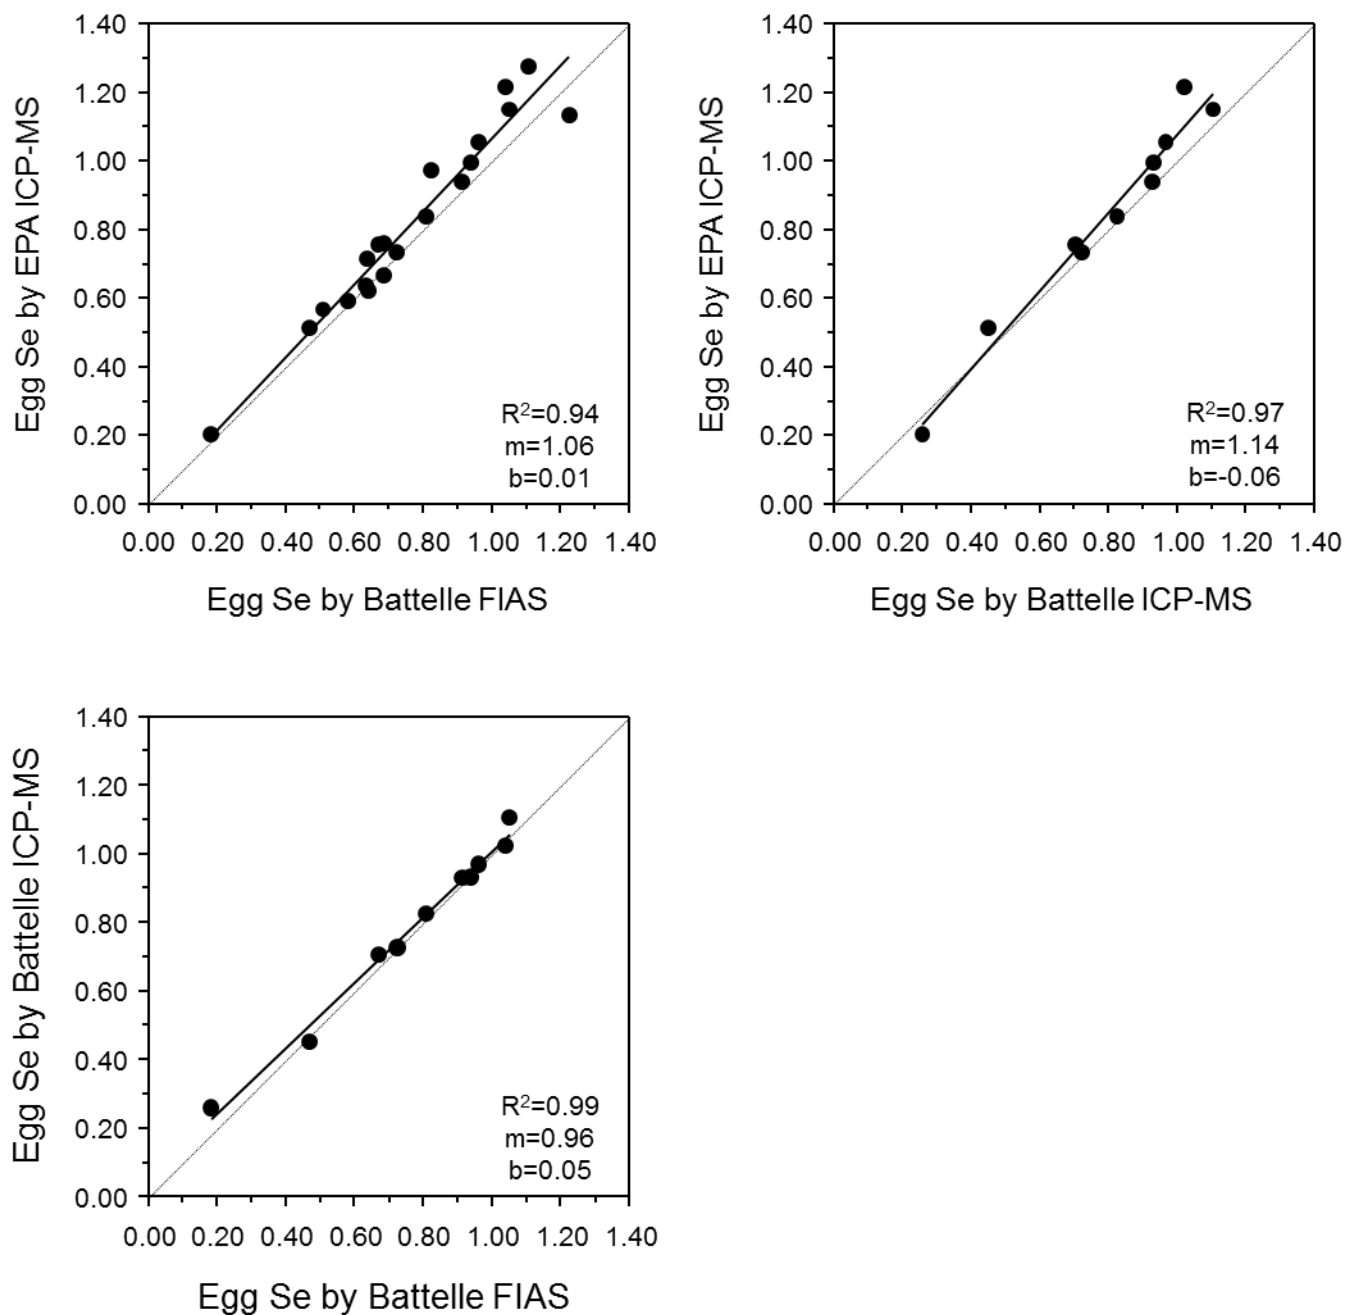 1.40
1.20
1.00
0.80
0.60
0.40
0.20
0.00
Egg Se by EPA ICP-MS
R²=0.94
m=1.06
b=0.01
0.00 0.20 0.40 0.60 0.80 1.00 1.20 1.40
Egg Se by Battelle FIAS
1.40
1.20
1.00
0.80
0.60
0.40
0.20
0.00
Egg Se by EPA ICP-MS
R²=0.97
m=1.14
b=-0.06
0.00 0.20 0.40 0.60 0.80 1.00 1.20 1.40
Egg Se by Battelle ICP-MS
1.40
1.20
1.00
0.80
0.60
0.40
0.20
0.00
Egg Se by Battelle ICP-MS
R²=0.99
m=0.96
b=0.05
0.00 0.20 0.40 0.60 0.80 1.00 1.20 1.40
Egg Se by Battelle FIAS